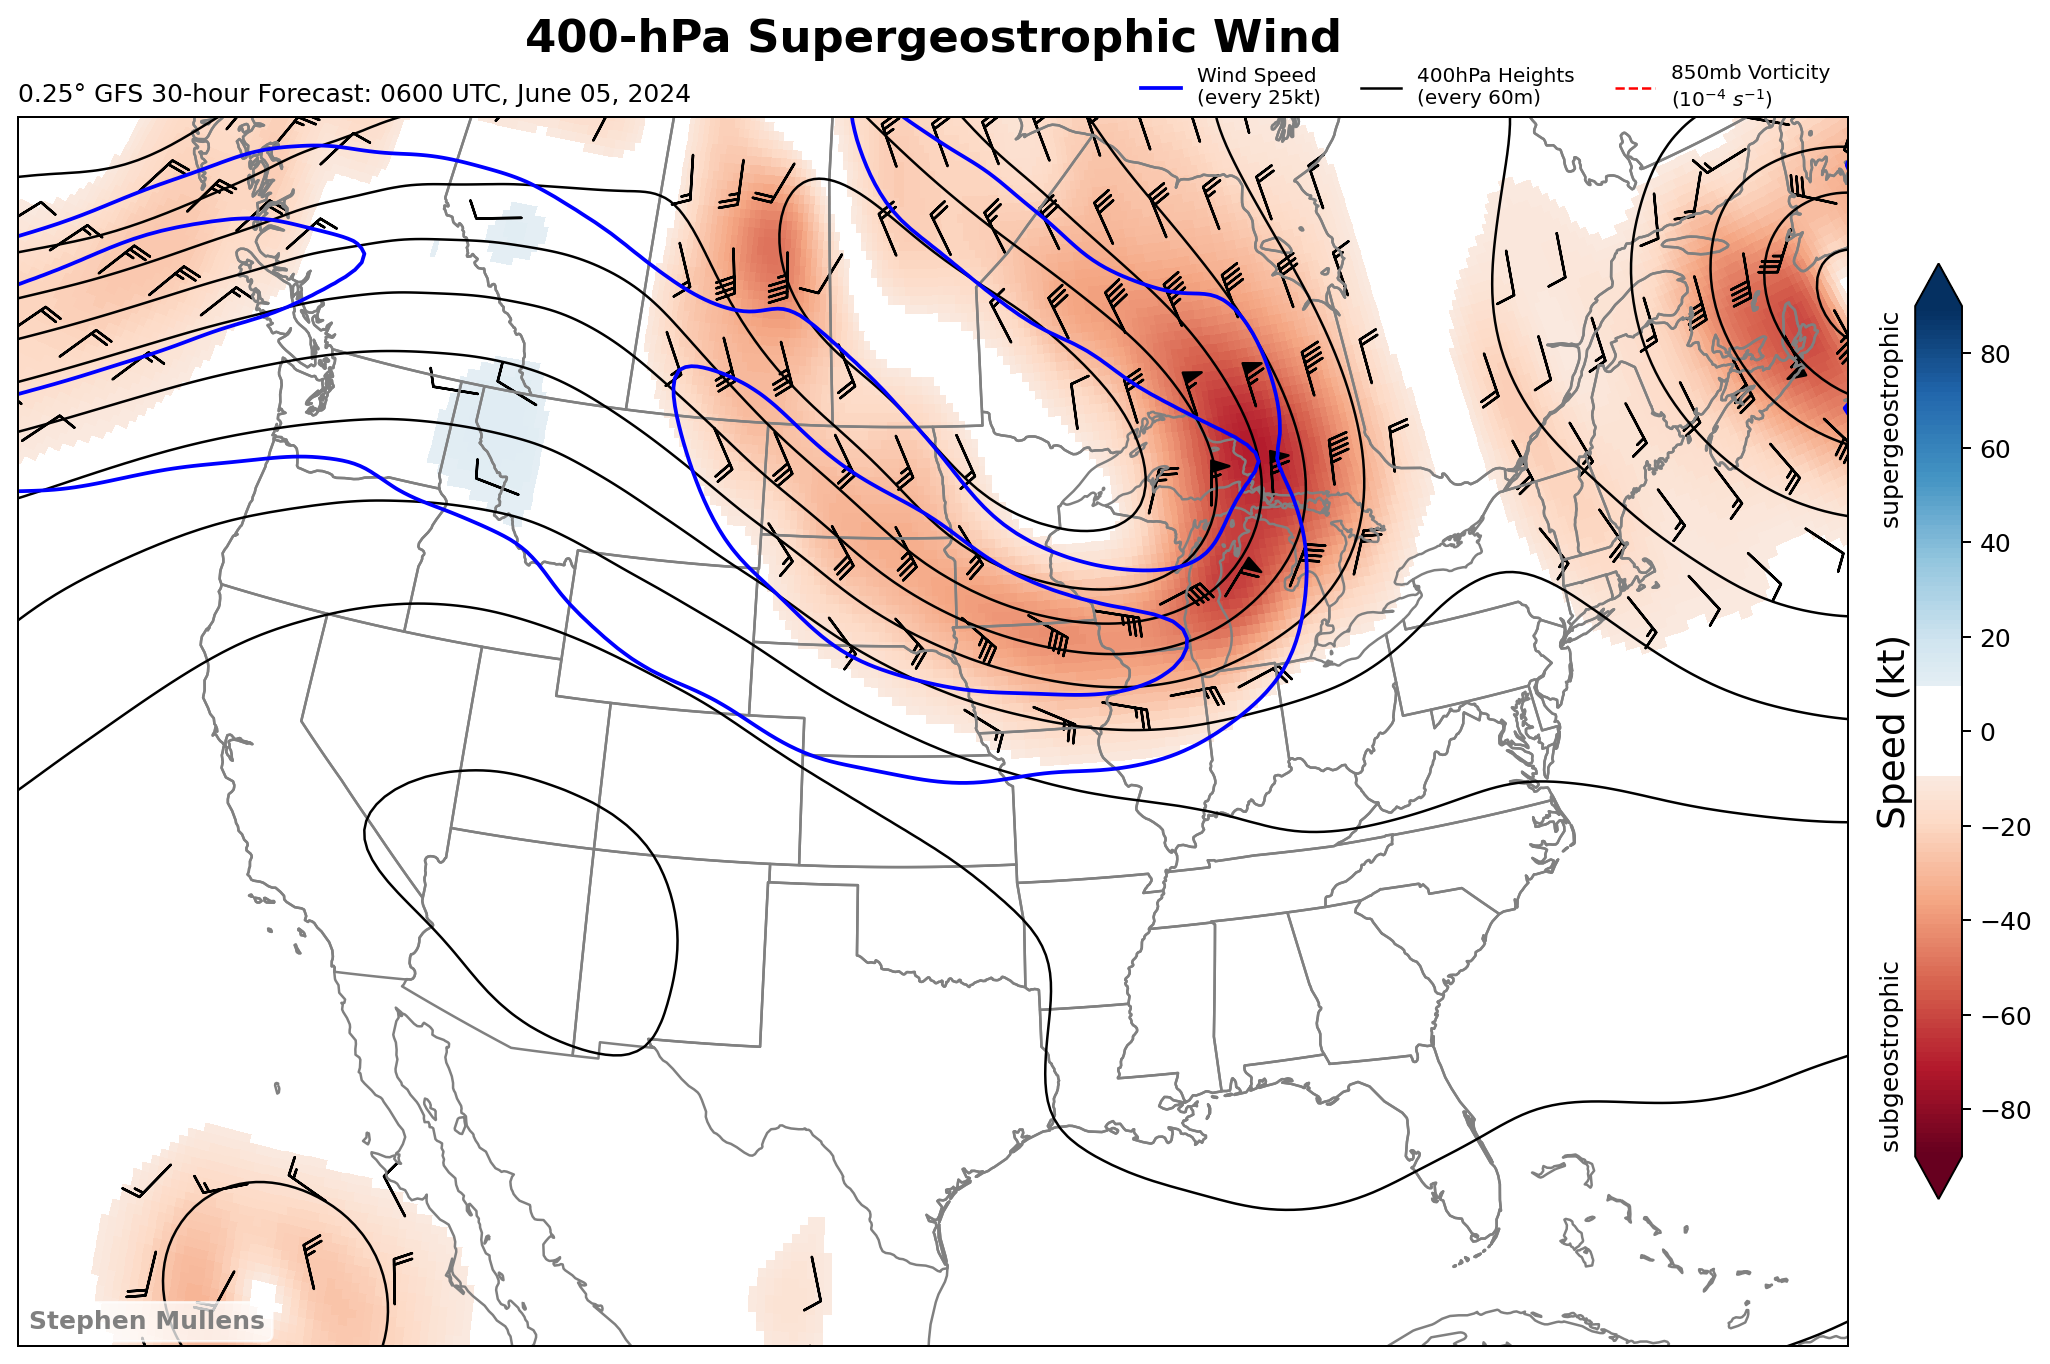 400-hPa Supergeostrophic Wind
0.25° GFS 30-hour Forecast: 0600 UTC, June 05, 2024
Wind Speed
(every 25kt)
400hPa Heights
(every 60m)
850mb Vorticity
(10⁻⁴ s⁻¹)
supergeostrophic
Speed (kt)
subgeostrophic
80
60
40
20
0
−20
−40
−60
−80
Stephen Mullens